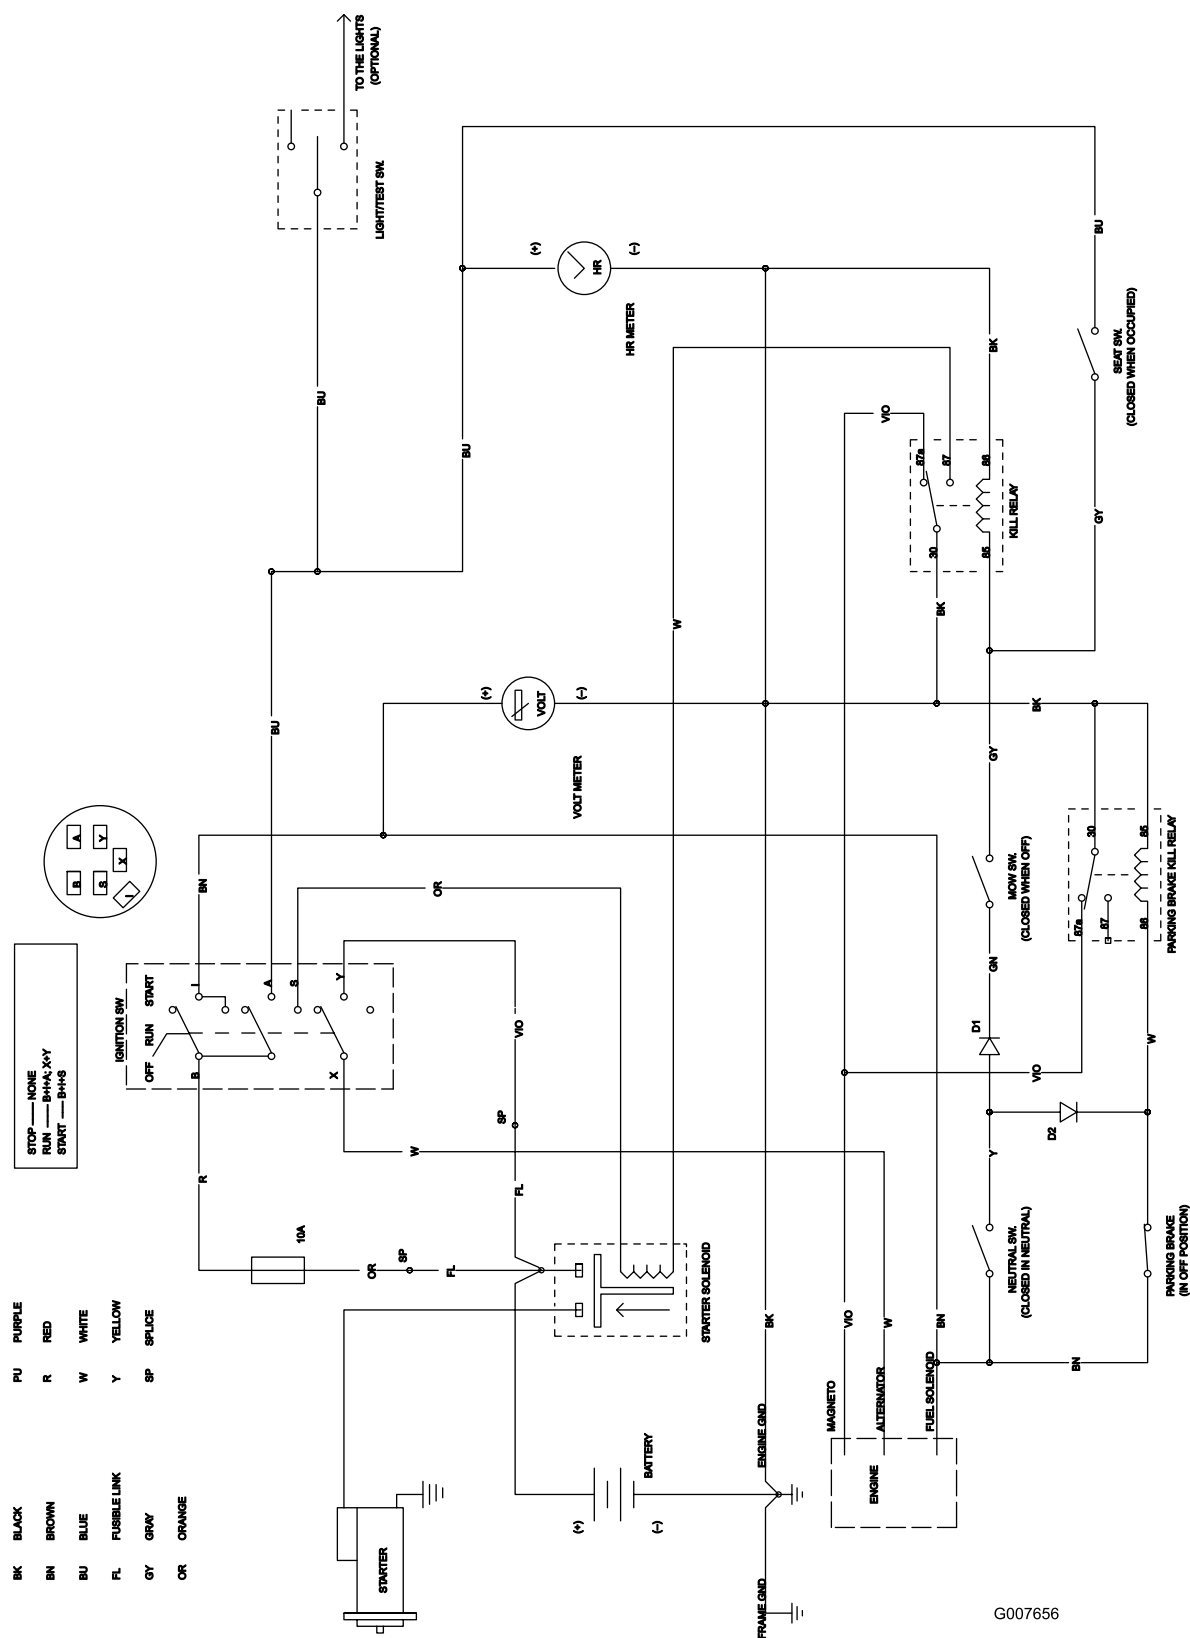 TO THE LIGHTS
(OPTIONAL)
LIGHT/TEST SW.
BU
BU
BU
BU
(+)
HR
(–)
HR METER
BK
SEAT SW.
(CLOSED WHEN OCCUPIED)
GY
VIO
87a
87
86
30
85
KILL RELAY
BK
W
(+)
VOLT
(–)
VOLT METER
BK
GY
MOW SW.
(CLOSED WHEN OFF)
GN
D1
30
85
87a
87
86
PARKING BRAKE KILL RELAY
W
VIO
D2
Y
NEUTRAL SW.
(CLOSED IN NEUTRAL)
PARKING BRAKE
(IN OFF POSITION)
BN
BN
A
Y
X
B
S
I
BN
OR
IGNITION SW
OFF
RUN
START
I
A
S
Y
B
X
VIO
SP
FL
W
R
10A
OR
SP
FL
STARTER SOLENOID
STOP —— NONE
RUN —— B+I+A; X+Y
START —— B+I+S
BK
VIO
W
MAGNETO
ALTERNATOR
FUEL SOLENOID
ENGINE
ENGINE GND
FRAME GND
BATTERY
(+)
(–)
STARTER
BK BLACK
BN BROWN
BU BLUE
FL FUSIBLE LINK
GY GRAY
OR ORANGE
PU PURPLE
R RED
W WHITE
Y YELLOW
SP SPLICE
G007656